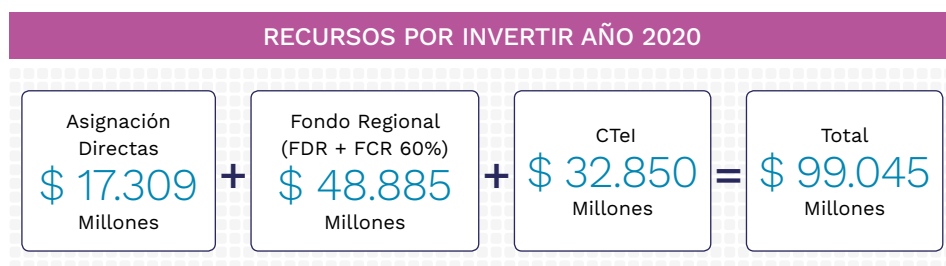 RECURSOS POR INVERTIR AÑO 2020
Asignación
Directas
$ 17.309
Millones
+
Fondo Regional
(FDR + FCR 60%)
$ 48.885
Millones
+
CTeI
$ 32.850
Millones
=
Total
$ 99.045
Millones